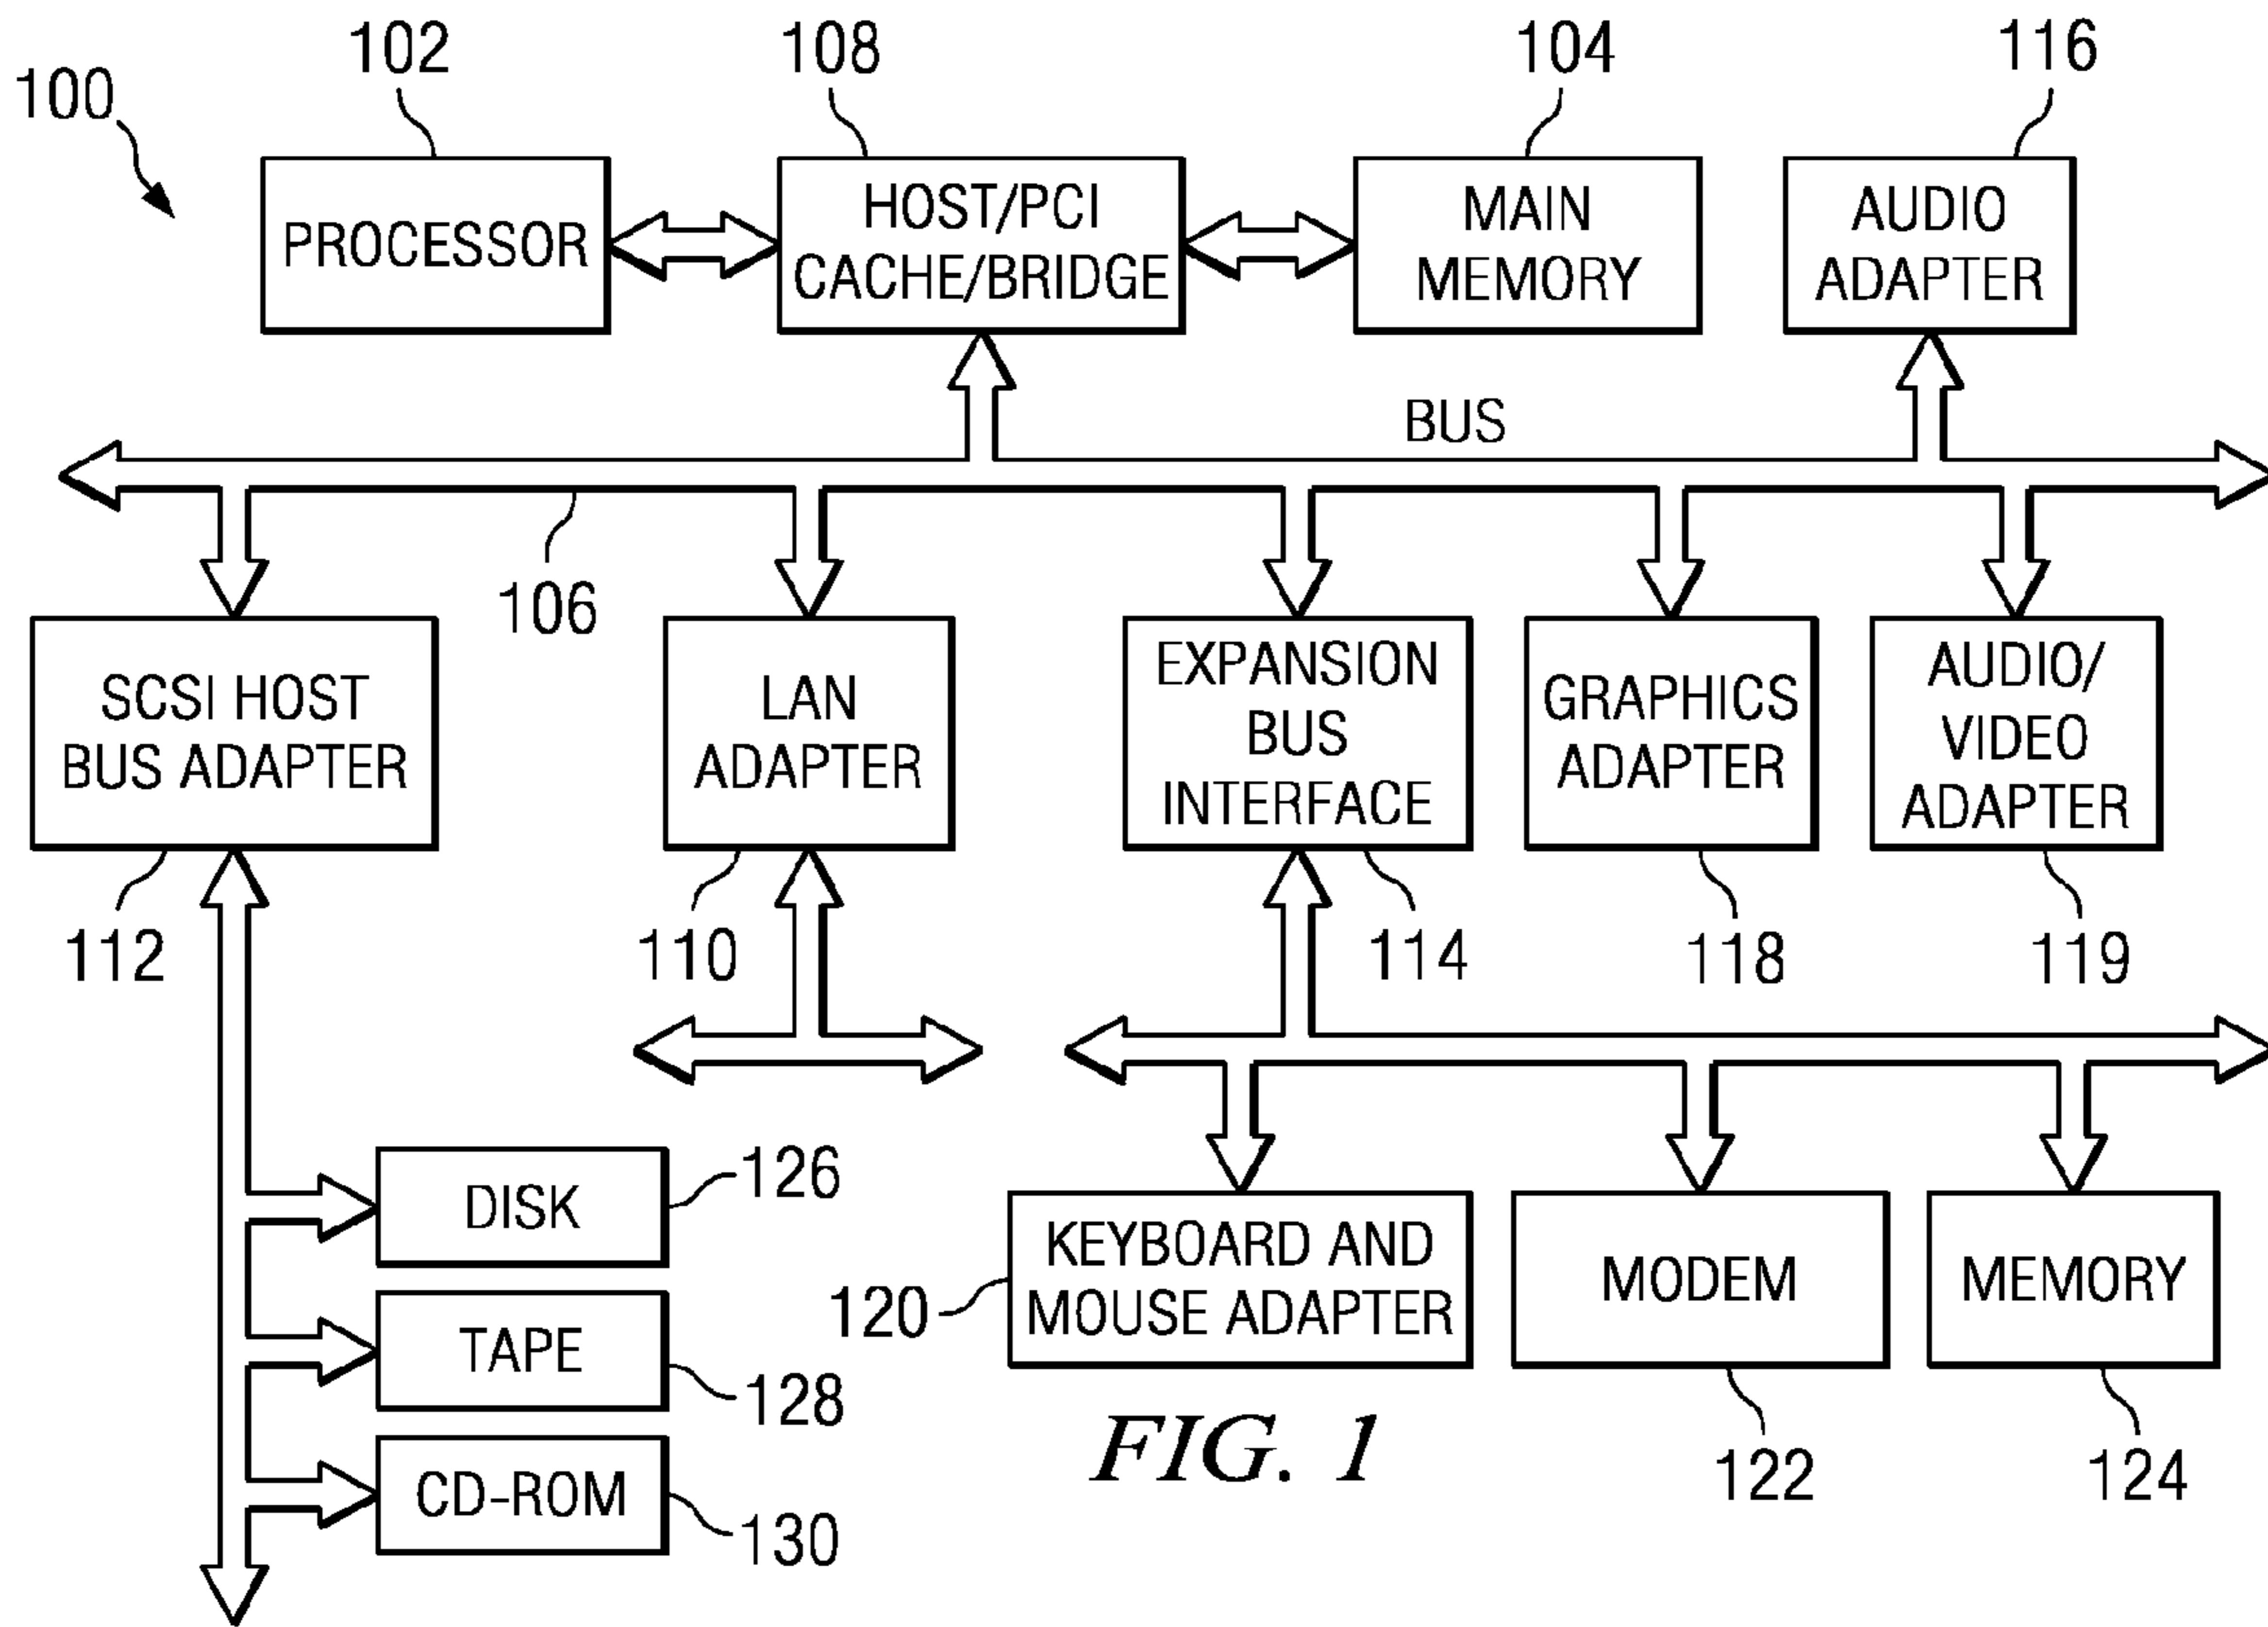 100
102
108
104
116
PROCESSOR
HOST/PCI
CACHE/BRIDGE
MAIN
MEMORY
AUDIO
ADAPTER
BUS
106
SCSI HOST
BUS ADAPTER
LAN
ADAPTER
EXPANSION
BUS
INTERFACE
GRAPHICS
ADAPTER
AUDIO/
VIDEO
ADAPTER
112
110
114
118
119
DISK
126
TAPE
128
CD-ROM
130
120
KEYBOARD AND
MOUSE ADAPTER
MODEM
MEMORY
122
124
FIG. 1